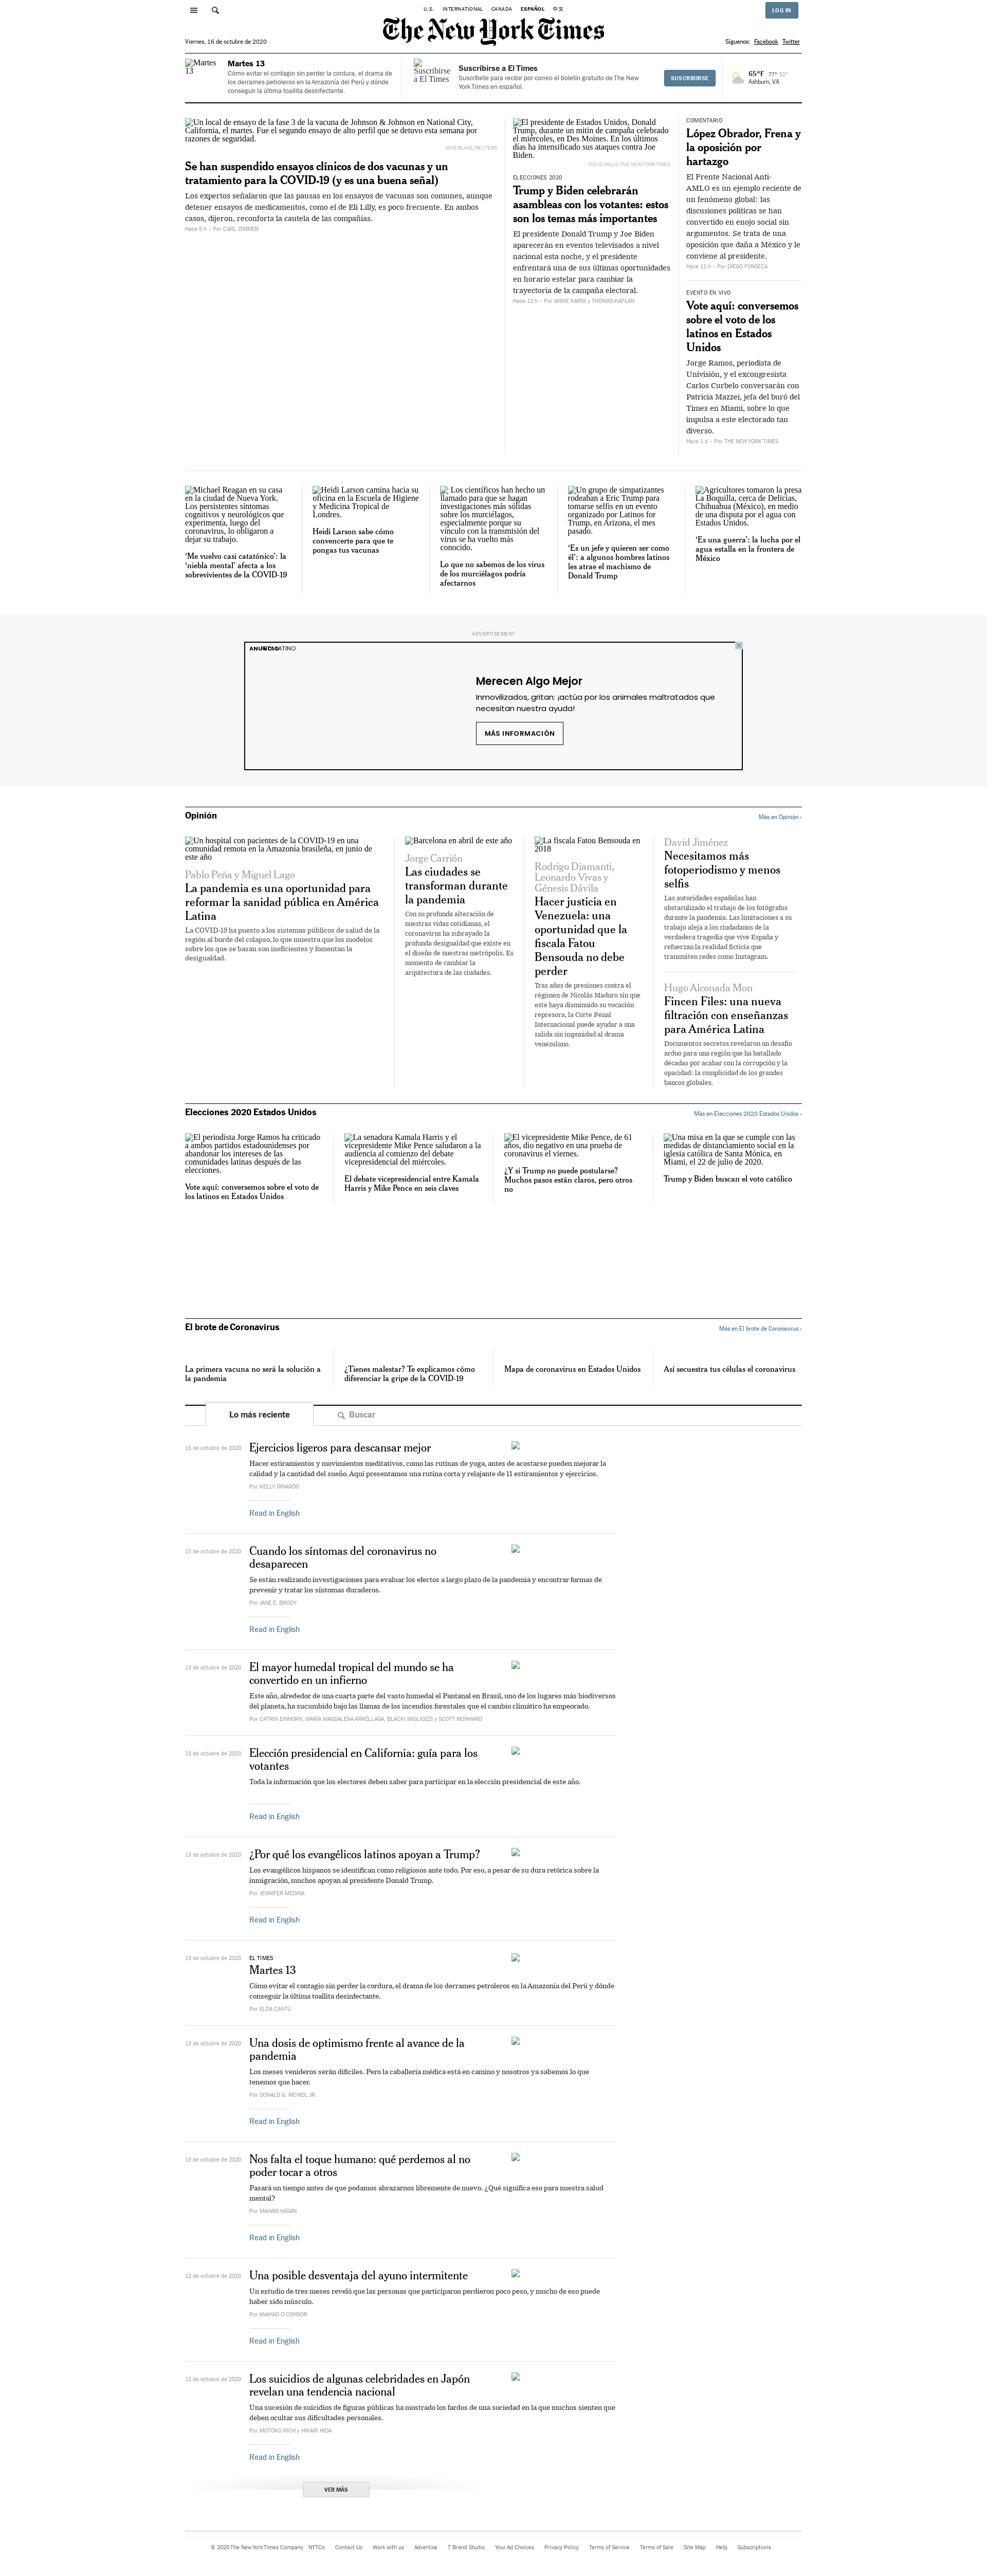 U.S. INTERNATIONAL CANADA ESPAÑOL 中文
LOG IN
The New York Times
Viernes, 16 de octubre de 2020
Síguenos: Facebook Twitter
Martes 13
Martes 13
Cómo evitar el contagio sin perder la cordura, el drama de
los derrames petroleros en la Amazonía del Perú y dónde
conseguir la última toallita desinfectante.
Suscribirse a El Times
Suscribirse a El Times
Suscríbete para recibir por correo el boletín gratuito de The New
York Times en español.
SUSCRIBIRSE
65°F 77° 52°
Ashburn, VA
Un local de ensayo de la fase 3 de la vacuna de Johnson & Johnson en National City,
California, el martes. Fue el segundo ensayo de alto perfil que se detuvo esta semana por
razones de seguridad.
MIKE BLAKE/REUTERS
Se han suspendido ensayos clínicos de dos vacunas y un
tratamiento para la COVID-19 (y es una buena señal)
Los expertos señalaron que las pausas en los ensayos de vacunas son comunes, aunque
detener ensayos de medicamentos, como el de Eli Lilly, es poco frecuente. En ambos
casos, dijeron, reconforta la cautela de las compañías.
Hace 5 h - Por CARL ZIMMER
El presidente de Estados Unidos, Donald
Trump, durante un mitin de campaña celebrado
el miércoles, en Des Moines. En los últimos
días ha intensificado sus ataques contra Joe
Biden.
DOUG MILLS/THE NEW YORK TIMES
ELECCIONES 2020
Trump y Biden celebrarán
asambleas con los votantes: estos
son los temas más importantes
El presidente Donald Trump y Joe Biden
aparecerán en eventos televisados a nivel
nacional esta noche, y el presidente
enfrentará una de sus últimas oportunidades
en horario estelar para cambiar la
trayectoria de la campaña electoral.
Hace 12 h - Por ANNIE KARNI y THOMAS KAPLAN
COMENTARIO
López Obrador, Frena y
la oposición por
hartazgo
El Frente Nacional Anti-
AMLO es un ejemplo reciente de
un fenómeno global: las
discusiones políticas se han
convertido en enojo social sin
argumentos. Se trata de una
oposición que daña a México y le
conviene al presidente.
Hace 12 h - Por DIEGO FONSECA
EVENTO EN VIVO
Vote aquí: conversemos
sobre el voto de los
latinos en Estados
Unidos
Jorge Ramos, periodista de
Univisión, y el excongresista
Carlos Curbelo conversarán con
Patricia Mazzei, jefa del buró del
Times en Miami, sobre lo que
impulsa a este electorado tan
diverso.
Hace 1 d - Por THE NEW YORK TIMES
Michael Reagan en su casa
en la ciudad de Nueva York.
Los persistentes síntomas
cognitivos y neurológicos que
experimenta, luego del
coronavirus, lo obligaron a
dejar su trabajo.
'Me vuelvo casi catatónico': la
'niebla mental' afecta a los
sobrevivientes de la COVID-19
Heidi Larson camina hacia su
oficina en la Escuela de Higiene
y Medicina Tropical de
Londres.
Heidi Larson sabe cómo
convencerte para que te
pongas tus vacunas
Los científicos han hecho un
llamado para que se hagan
investigaciones más sólidas
sobre los murciélagos,
especialmente porque su
vínculo con la transmisión del
virus se ha vuelto más
conocido.
Lo que no sabemos de los virus
de los murciélagos podría
afectarnos
Un grupo de simpatizantes
rodeaban a Eric Trump para
tomarse selfis en un evento
organizado por Latinos for
Trump, en Arizona, el mes
pasado.
'Es un jefe y quieren ser como
él': a algunos hombres latinos
les atrae el machismo de
Donald Trump
Agricultores tomaron la presa
La Boquilla, cerca de Delicias,
Chihuahua (México), en medio
de una disputa por el agua con
Estados Unidos.
'Es una guerra': la lucha por el
agua estalla en la frontera de
México
ADVERTISEMENT
ANUNCIO
Merecen Algo Mejor
Inmovilizados, gritan: ¡actúa por los animales maltratados que
necesitan nuestra ayuda!
MÁS INFORMACIÓN
Opinión
Más en Opinión ›
Un hospital con pacientes de la COVID-19 en una
comunidad remota en la Amazonia brasileña, en junio de
este año
Pablo Peña y Miguel Lago
La pandemia es una oportunidad para
reformar la sanidad pública en América
Latina
La COVID-19 ha puesto a los sistemas públicos de salud de la
región al borde del colapso, lo que muestra que los modelos
sobre los que se basan son ineficientes y fomentan la
desigualdad.
Barcelona en abril de este año
Jorge Carrión
Las ciudades se
transforman durante
la pandemia
Con su profunda alteración de
nuestras vidas cotidianas, el
coronavirus ha subrayado la
profunda desigualdad que existe en
el diseño de nuestras metrópolis. Es
momento de cambiar la
arquitectura de las ciudades.
La fiscala Fatou Bensouda en
2018
Rodrigo Diamanti,
Leonardo Vivas y
Génesis Dávila
Hacer justicia en
Venezuela: una
oportunidad que la
fiscala Fatou
Bensouda no debe
perder
Tras años de presiones contra el
régimen de Nicolás Maduro sin que
este haya disminuido su vocación
represora, la Corte Penal
Internacional puede ayudar a una
salida sin impunidad al drama
venezolano.
David Jiménez
Necesitamos más
fotoperiodismo y menos
selfis
Las autoridades españolas han
obstaculizado el trabajo de los fotógrafos
durante la pandemia. Las limitaciones a su
trabajo aleja a los ciudadanos de la
verdadera tragedia que vive España y
refuerzan la realidad ficticia que
transmiten redes como Instagram.
Hugo Alconada Mon
Fincen Files: una nueva
filtración con enseñanzas
para América Latina
Documentos secretos revelaron un desafío
arduo para una región que ha batallado
décadas por acabar con la corrupción y la
opacidad: la complicidad de los grandes
bancos globales.
Elecciones 2020 Estados Unidos
Más en Elecciones 2020 Estados Unidos ›
El periodista Jorge Ramos ha criticado
a ambos partidos estadounidenses por
abandonar los intereses de las
comunidades latinas después de las
elecciones.
Vote aquí: conversemos sobre el voto de
los latinos en Estados Unidos
La senadora Kamala Harris y el
vicepresidente Mike Pence saludaron a la
audiencia al comienzo del debate
vicepresidencial del miércoles.
El debate vicepresidencial entre Kamala
Harris y Mike Pence en seis claves
El vicepresidente Mike Pence, de 61
años, dio negativo en una prueba de
coronavirus el viernes.
¿Y si Trump no puede postularse?
Muchos pasos están claros, pero otros
no
Una misa en la que se cumple con las
medidas de distanciamiento social en la
iglesia católica de Santa Mónica, en
Miami, el 22 de julio de 2020.
Trump y Biden buscan el voto católico
El brote de Coronavirus
Más en El brote de Coronavirus ›
La primera vacuna no será la solución a
la pandemia
¿Tienes malestar? Te explicamos cómo
diferenciar la gripe de la COVID-19
Mapa de coronavirus en Estados Unidos
Así secuestra tus células el coronavirus
Lo más reciente
Buscar
15 de octubre de 2020
Ejercicios ligeros para descansar mejor
Hacer estiramientos y movimientos meditativos, como las rutinas de yoga, antes de acostarse pueden mejorar la
calidad y la cantidad del sueño. Aquí presentamos una rutina corta y relajante de 11 estiramientos y ejercicios.
Por KELLY DINARDO
Read in English
15 de octubre de 2020
Cuando los síntomas del coronavirus no
desaparecen
Se están realizando investigaciones para evaluar los efectos a largo plazo de la pandemia y encontrar formas de
prevenir y tratar los síntomas duraderos.
Por JANE E. BRODY
Read in English
13 de octubre de 2020
El mayor humedal tropical del mundo se ha
convertido en un infierno
Este año, alrededor de una cuarta parte del vasto humedal el Pantanal en Brasil, uno de los lugares más biodiversos
del planeta, ha sucumbido bajo las llamas de los incendios forestales que el cambio climático ha empeorado.
Por CATRIN EINHORN, MARIA MAGDALENA ARRÉLLAGA, BLACKI MIGLIOZZI y SCOTT REINHARD
13 de octubre de 2020
Elección presidencial en California: guía para los
votantes
Toda la información que los electores deben saber para participar en la elección presidencial de este año.
Read in English
13 de octubre de 2020
¿Por qué los evangélicos latinos apoyan a Trump?
Los evangélicos hispanos se identifican como religiosos ante todo. Por eso, a pesar de su dura retórica sobre la
inmigración, muchos apoyan al presidente Donald Trump.
Por JENNIFER MEDINA
Read in English
13 de octubre de 2020
EL TIMES
Martes 13
Cómo evitar el contagio sin perder la cordura, el drama de los derrames petroleros en la Amazonía del Perú y dónde
conseguir la última toallita desinfectante.
Por ELDA CANTÚ
13 de octubre de 2020
Una dosis de optimismo frente al avance de la
pandemia
Los meses venideros serán difíciles. Pero la caballería médica está en camino y nosotros ya sabemos lo que
tenemos que hacer.
Por DONALD G. MCNEIL JR.
Read in English
13 de octubre de 2020
Nos falta el toque humano: qué perdemos al no
poder tocar a otros
Pasará un tiempo antes de que podamos abrazarnos libremente de nuevo. ¿Qué significa eso para nuestra salud
mental?
Por MAHAM HASAN
Read in English
12 de octubre de 2020
Una posible desventaja del ayuno intermitente
Un estudio de tres meses reveló que las personas que participaron perdieron poco peso, y mucho de eso puede
haber sido músculo.
Por ANAHAD O'CONNOR
Read in English
12 de octubre de 2020
Los suicidios de algunas celebridades en Japón
revelan una tendencia nacional
Una sucesión de suicidios de figuras públicas ha mostrado los fardos de una sociedad en la que muchos sienten que
deben ocultar sus dificultades personales.
Por MOTOKO RICH y HIKARI HIDA
Read in English
VER MÁS
© 2020 The New York Times Company NYTCo Contact Us Work with us Advertise T Brand Studio Your Ad Choices Privacy Policy Terms of Service Terms of Sale Site Map Help Subscriptions